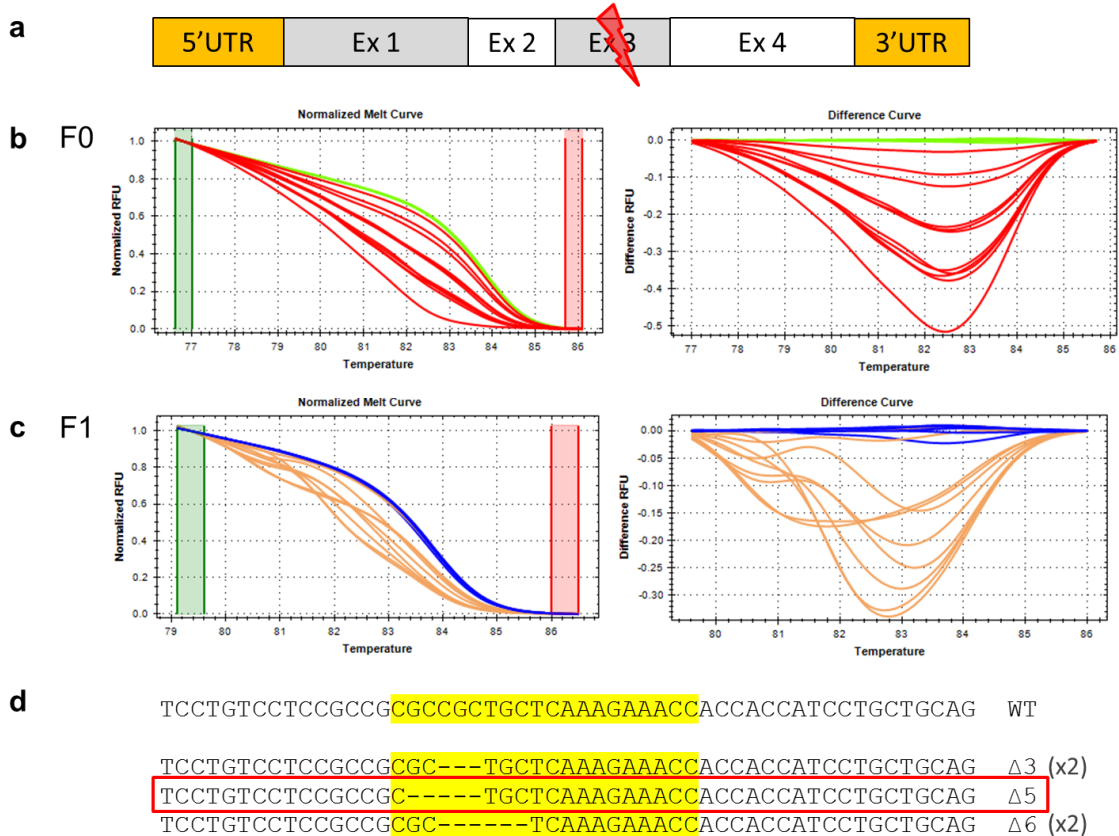 a
5'UTR Ex 1 Ex 2 Ex 3 Ex 4 3'UTR
b F0
Normalized Melt Curve
Normalized RFU
1.0
0.8
0.6
0.4
0.2
0.0
77 78 79 80 81 82 83 84 85 86
Temperature
Difference Curve
Difference RFU
0.0
-0.1
-0.2
-0.3
-0.4
-0.5
77 78 79 80 81 82 83 84 85 86
Temperature
c F1
Normalized Melt Curve
Normalized RFU
1.0
0.8
0.6
0.4
0.2
0.0
79 80 81 82 83 84 85 86
Temperature
Difference Curve
Difference RFU
0.00
-0.05
-0.10
-0.15
-0.20
-0.25
-0.30
80 81 82 83 84 85 86
Temperature
d
TCCTGTCCTCCGCCGCGCCGCTGCTCAAAGAAACCACCACCATCCTGCTGCAG WT
TCCTGTCCTCCGCCGCGC---TGCTCAAAGAAACCACCACCATCCTGCTGCAG Δ3 (x2)
TCCTGTCCTCCGCCGC-----TGCTCAAAGAAACCACCACCATCCTGCTGCAG Δ5
TCCTGTCCTCCGCCGCGC------TCAAAGAAACCACCACCATCCTGCTGCAG Δ6 (x2)